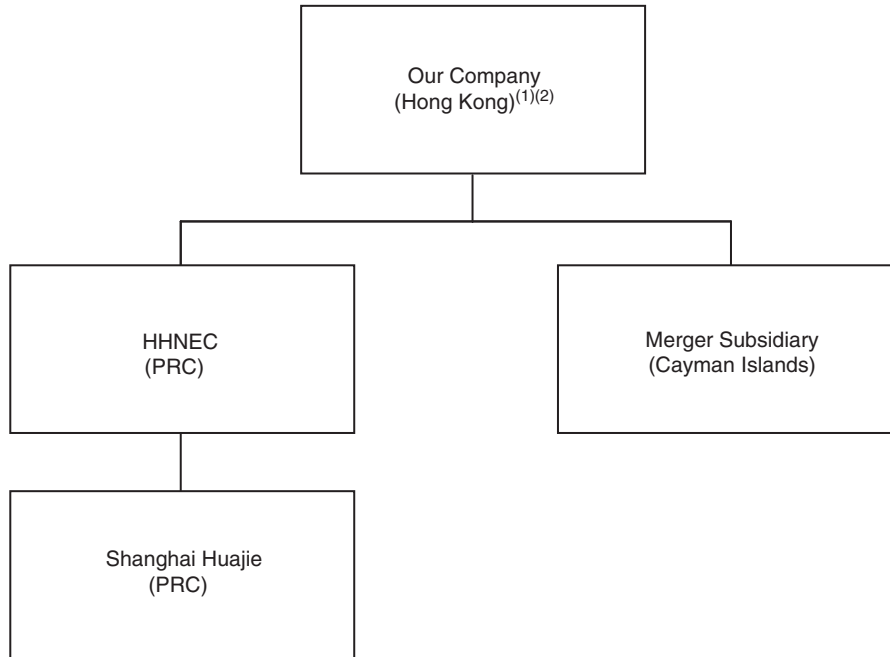 Our Company
(Hong Kong)(1)(2)
HHNEC
(PRC)
Merger Subsidiary
(Cayman Islands)
Shanghai Huajie
(PRC)